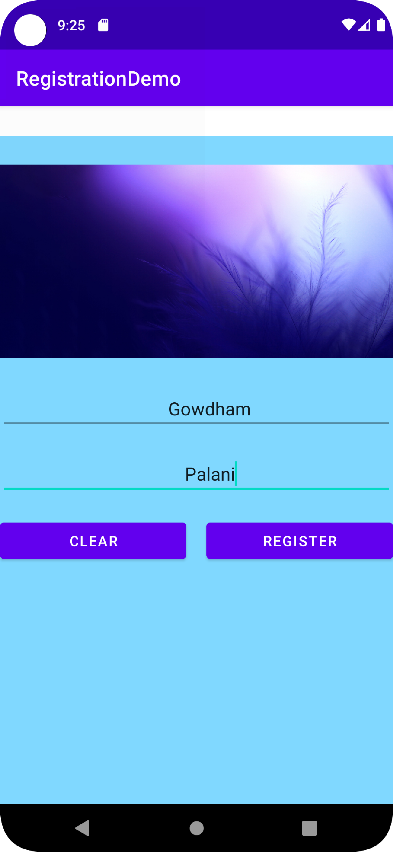 9:25
RegistrationDemo
Gowdham
Palani
CLEAR
REGISTER